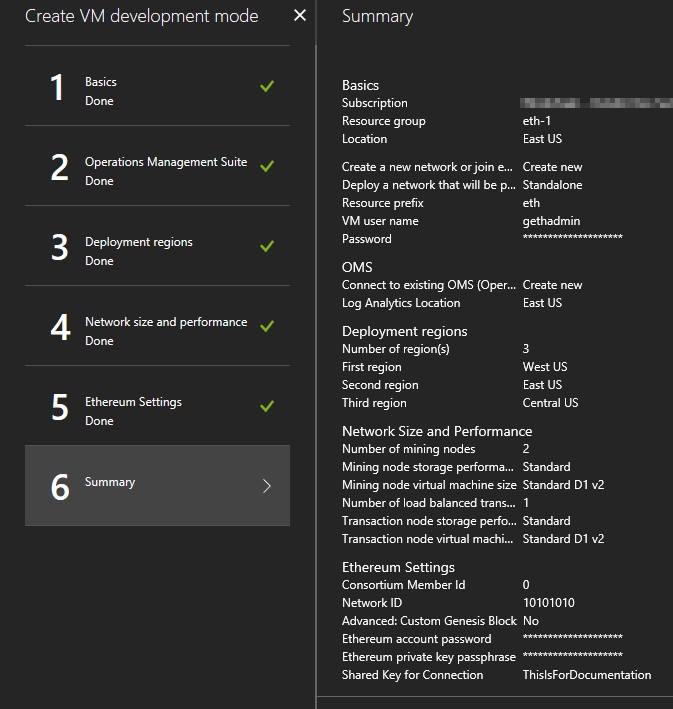 Create VM development mode
1
Basics
Done
2
Operations Management Suite
Done
3
Deployment regions
Done
4
Network size and performance
Done
5
Ethereum Settings
Done
6
Summary
Summary
Basics
Subscription
Resource group eth-1
Location East US
Create a new network or join e... Create new
Deploy a network that will be p... Standalone
Resource prefix eth
VM user name gethadmin
Password ********************
OMS
Connect to existing OMS (Oper... Create new
Log Analytics Location East US
Deployment regions
Number of region(s) 3
First region West US
Second region East US
Third region Central US
Network Size and Performance
Number of mining nodes 2
Mining node storage performa... Standard
Mining node virtual machine size Standard D1 v2
Number of load balanced trans... 1
Transaction node storage perfo... Standard
Transaction node virtual machi... Standard D1 v2
Ethereum Settings
Consortium Member Id 0
Network ID 10101010
Advanced: Custom Genesis Block No
Ethereum account password ********************
Ethereum private key passphrase ********************
Shared Key for Connection ThisIsForDocumentation